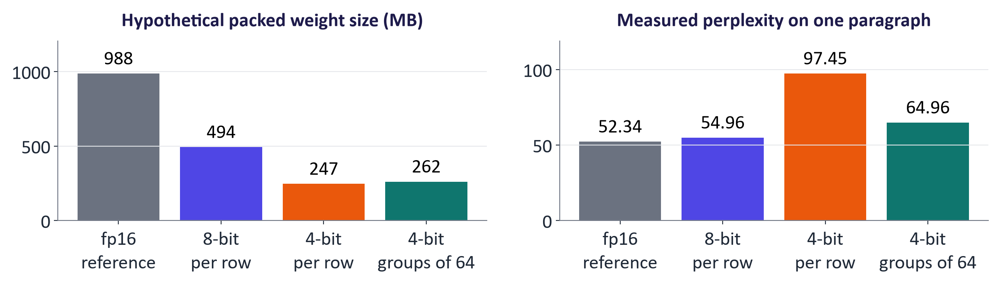 Hypothetical packed weight size (MB)
988
1000
494
500
262
247
0
fp16
reference
8-bit
per row
4-bit
per row
4-bit
groups of 64
Measured perplexity on one paragraph
97.45
100
64.96
54.96
52.34
50
0
fp16
reference
8-bit
per row
4-bit
per row
4-bit
groups of 64